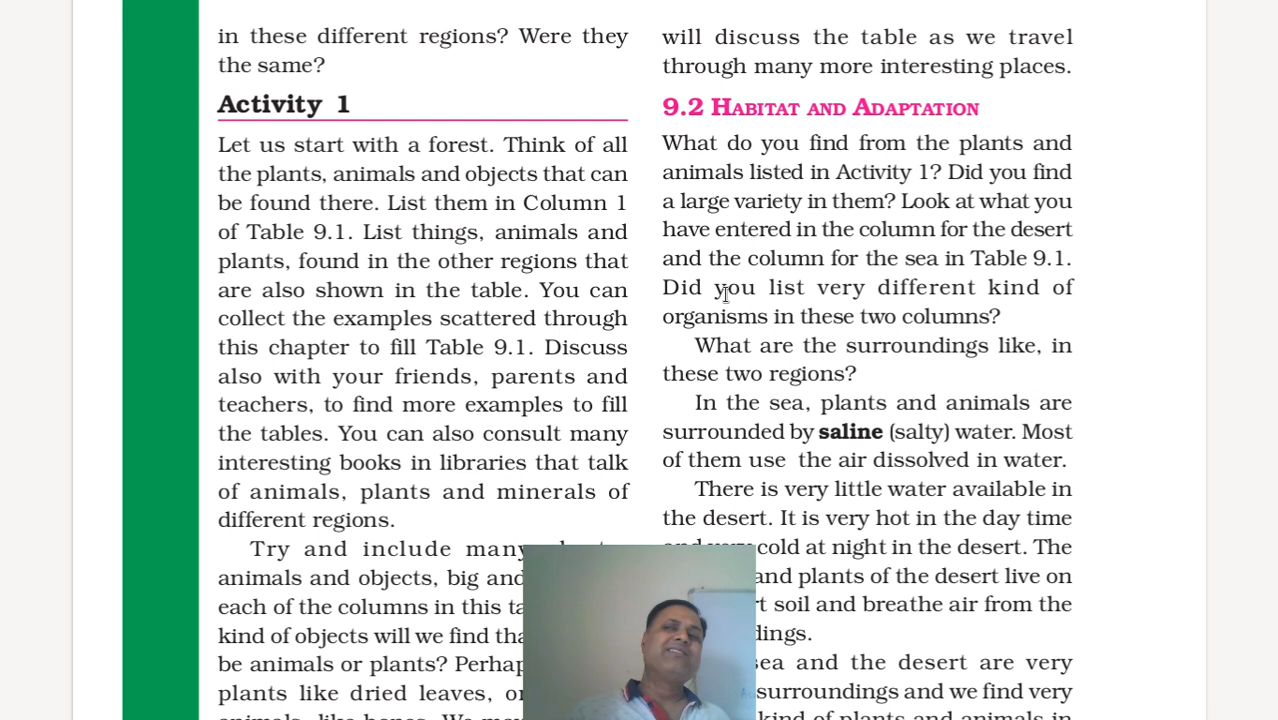 in these different regions? Were they
the same?
Activity 1
Let us start with a forest. Think of all
the plants, animals and objects that can
be found there. List them in Column 1
of Table 9.1. List things, animals and
plants, found in the other regions that
are also shown in the table. You can
collect the examples scattered through
this chapter to fill Table 9.1. Discuss
also with your friends, parents and
teachers, to find more examples to fill
the tables. You can also consult many
interesting books in libraries that talk
of animals, plants and minerals of
different regions.
Try and include many
animals and objects, big and
each of the columns in this
kind of objects will we find
be animals or plants?
plants like dried leaves,
will discuss the table as we travel
through many more interesting places.
9.2 HABITAT AND ADAPTATION
What do you find from the plants and
animals listed in Activity 1? Did you find
a large variety in them? Look at what you
have entered in the column for the desert
and the column for the sea in Table 9.1.
Did you list very different kind of
organisms in these two columns?
What are the surroundings like, in
these two regions?
In the sea, plants and animals are
surrounded by saline (salty) water. Most
of them use the air dissolved in water.
There is very little water available in
the desert. It is very hot in the day time
cold at night in the desert. The
and plants of the desert live on
soil and breathe air from the
sea and the desert are very
surroundings and we find very
kind of plants and animals in